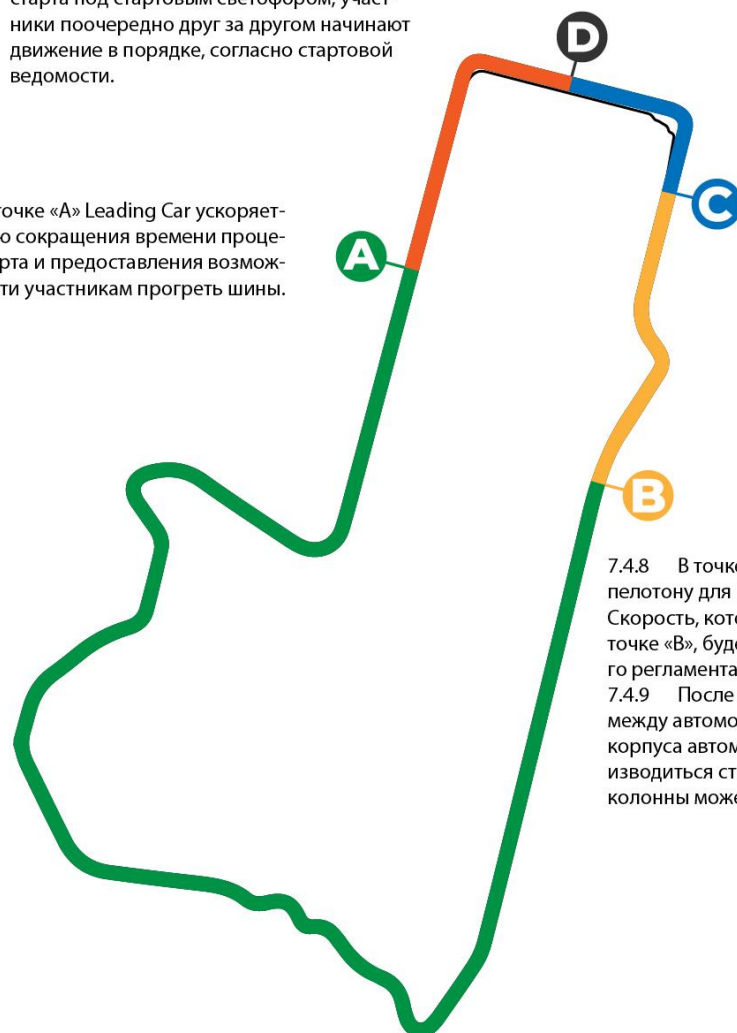 старта под стартовым светофором, участ-
ники поочередно друг за другом начинают
движение в порядке, согласно стартовой
ведомости.
D
точке «А» Leading Car ускоряет-
ю сокращения времени проце-
рта и предоставления возмож-
ти участникам прогреть шины.
C
A
B
7.4.8 В точке
пелотону для
Скорость, кото
точке «В», буд
го регламента
7.4.9 После
между автомо
корпуса автом
изводиться ст
колонны може